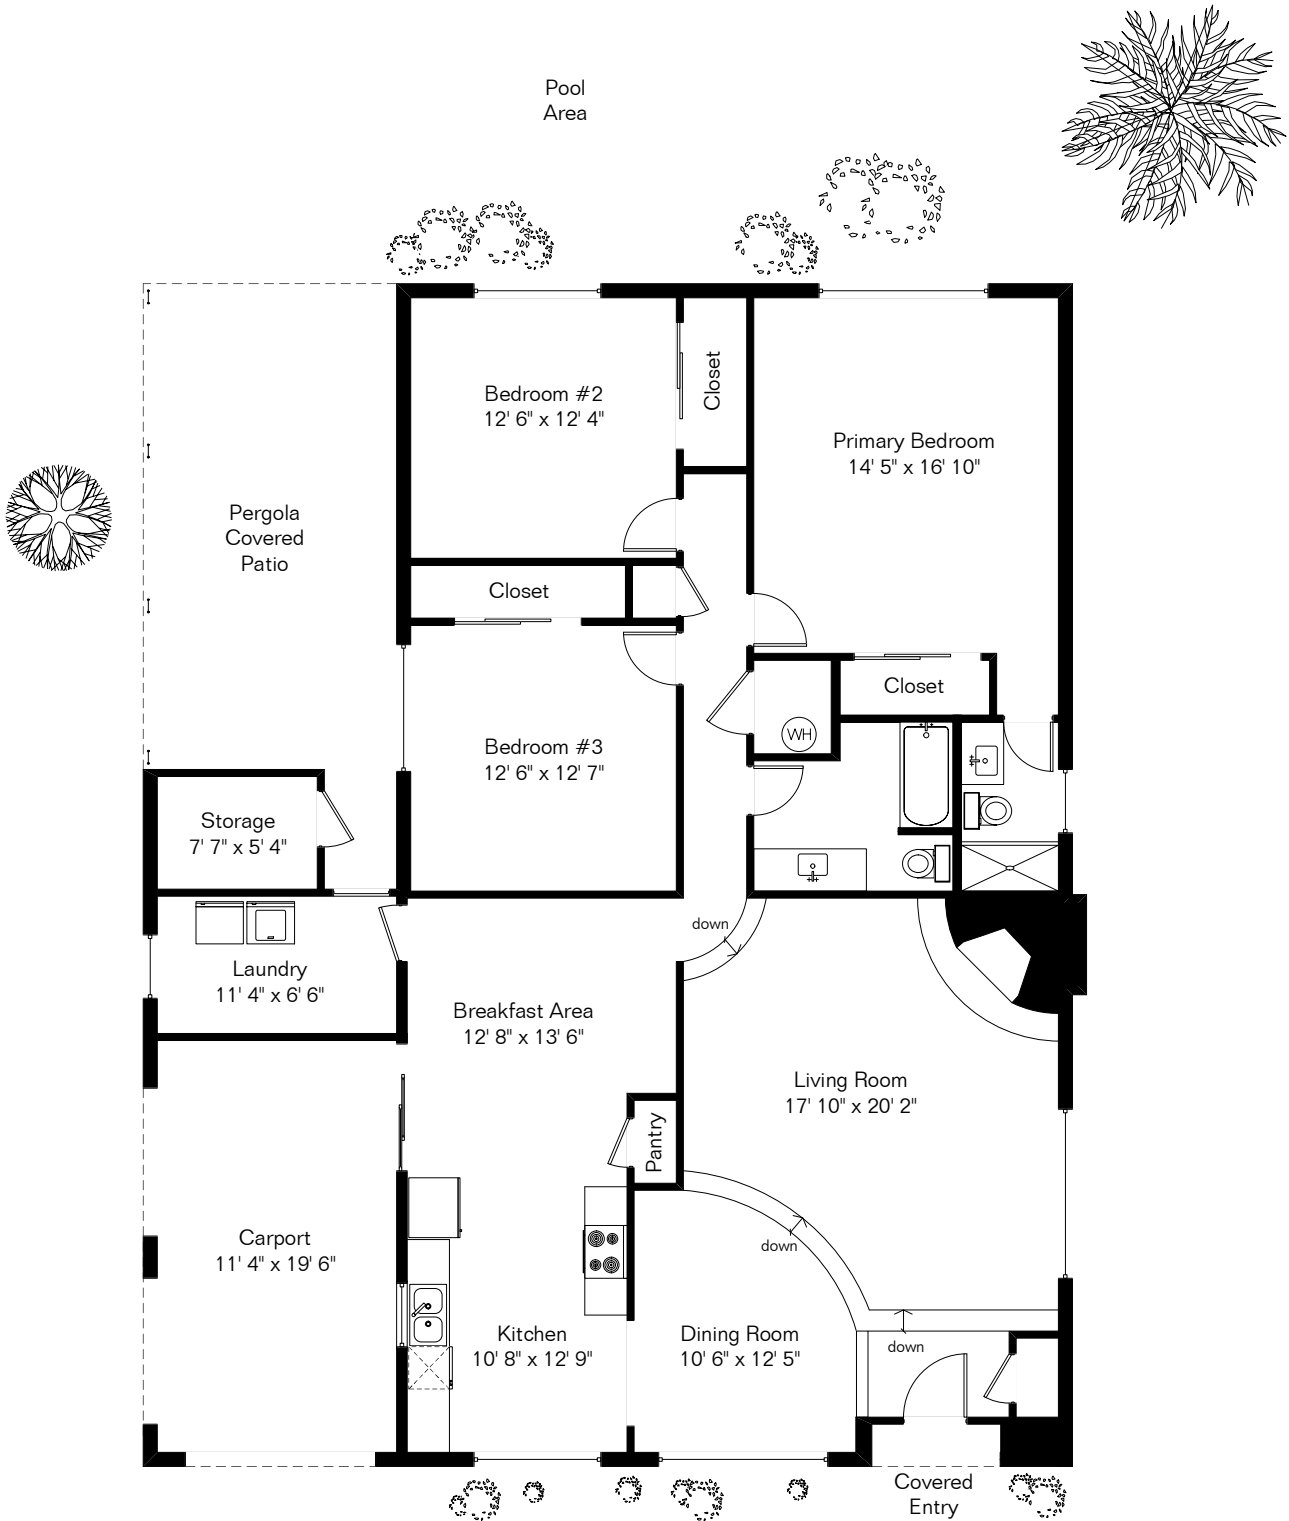 Pool
Area
Bedroom #2
12' 6" x 12' 4"
Closet
Primary Bedroom
14' 5" x 16' 10"
Pergola
Covered
Patio
Closet
Closet
WH
Bedroom #3
12' 6" x 12' 7"
Storage
7' 7" x 5' 4"
down
Laundry
11' 4" x 6' 6"
Breakfast Area
12' 8" x 13' 6"
Living Room
17' 10" x 20' 2"
Pantry
Carport
11' 4" x 19' 6"
down
Kitchen
10' 8" x 12' 9"
Dining Room
10' 6" x 12' 5"
down
Covered
Entry